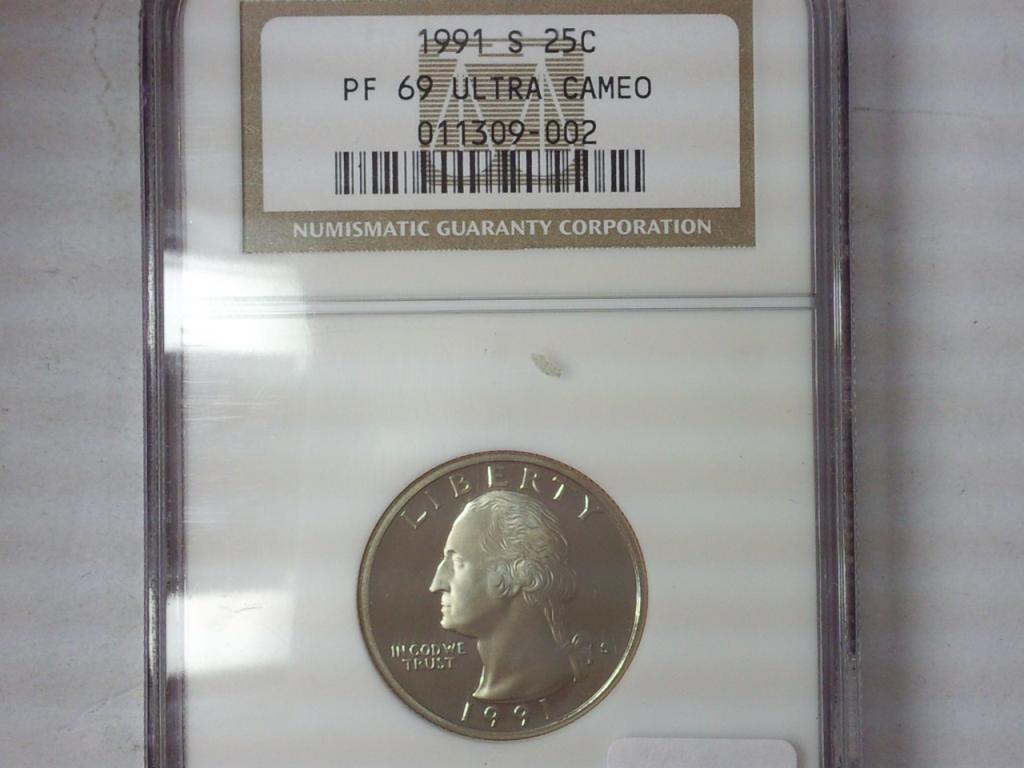 1991 S 25C
PF 69 ULTRA CAMEO
011309-002
NUMISMATIC GUARANTY CORPORATION
LIBERTY
IN GOD WE
TRUST
S
1991